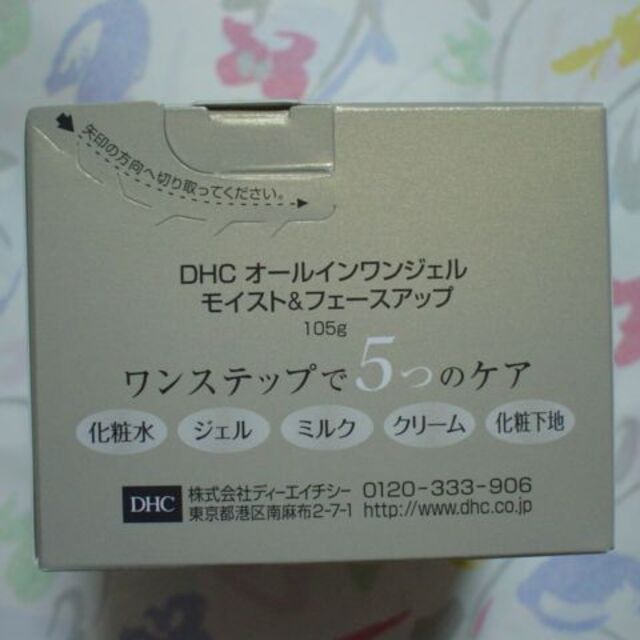 矢印の方向へ切り取ってください。
DHC オールインワンジェル
モイスト&フェースアップ
105g
ワンステップで5つのケア
化粧水 ジェル ミルク クリーム 化粧下地
DHC 株式会社ディーエイチシー 0120-333-906
東京都港区南麻布2-7-1 http://www.dhc.co.jp